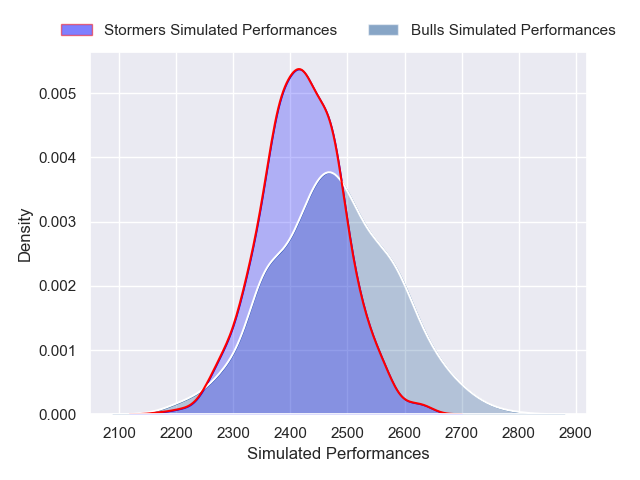 Stormers Simulated Performances Bulls Simulated Performances
0.005
0.004
0.003
0.002
0.001
0.000
Density
2100 2200 2300 2400 2500 2600 2700 2800 2900
Simulated Performances